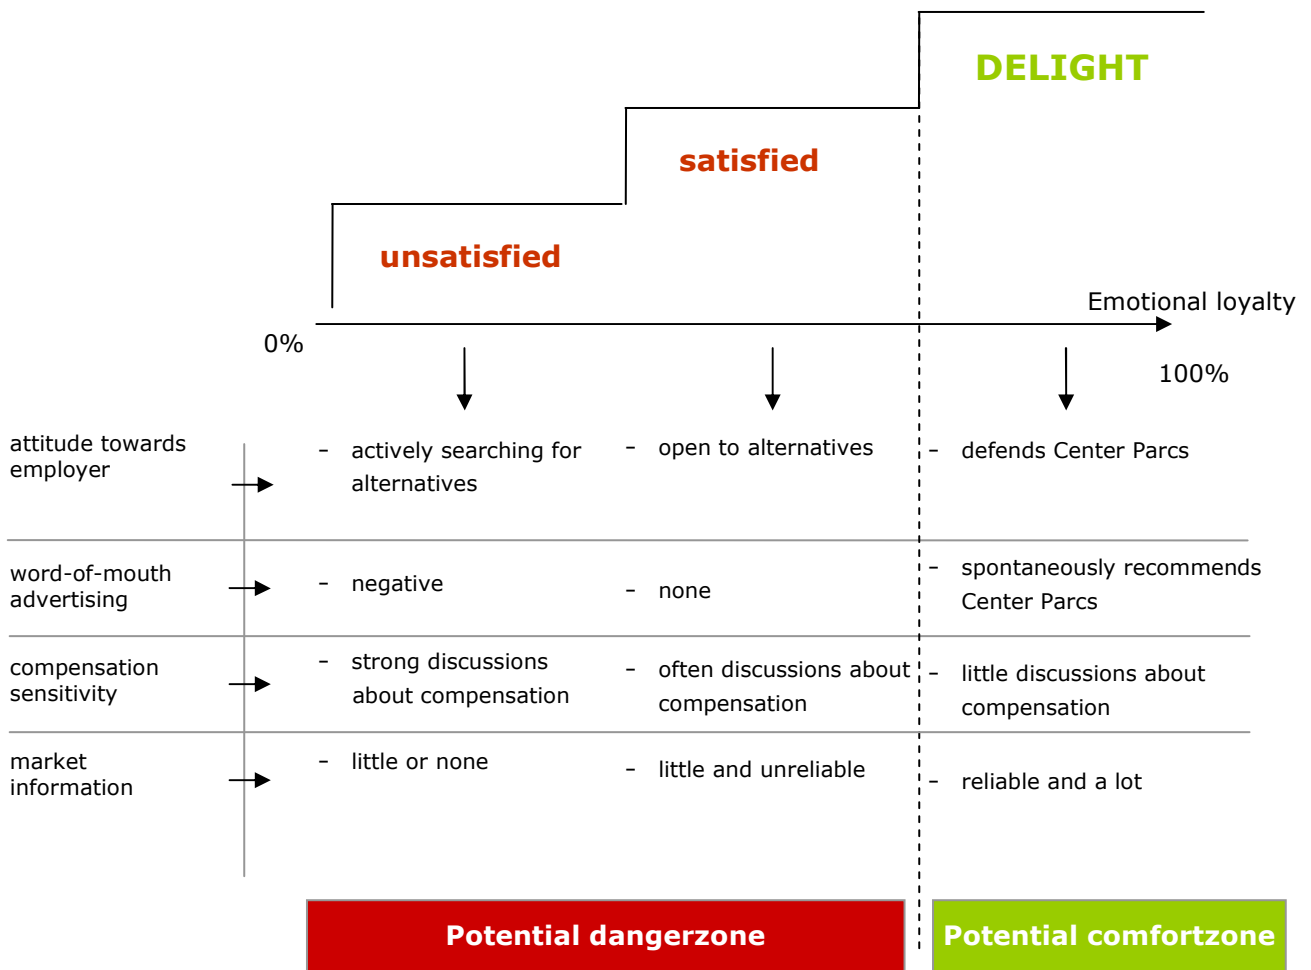 DELIGHT
satisfied
unsatisfied
Emotional loyalty
0%
100%
attitude towards
employer
- actively searching for
alternatives
- open to alternatives
- defends Center Parcs
word-of-mouth
advertising
- negative
- none
- spontaneously recommends
Center Parcs
compensation
sensitivity
- strong discussions
about compensation
- often discussions about
compensation
- little discussions about
compensation
market
information
- little or none
- little and unreliable
- reliable and a lot
Potential dangerzone
Potential comfortzone